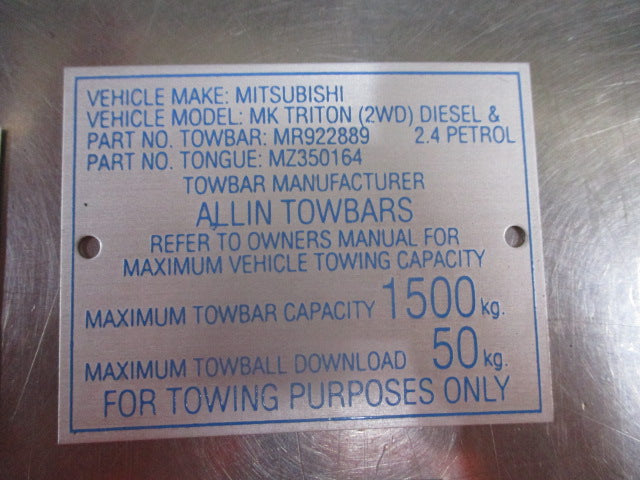 VEHICLE MAKE: MITSUBISHI
VEHICLE MODEL: MK TRITON (2WD) DIESEL &
PART NO. TOWBAR: MR922889 2.4 PETROL
PART NO. TONGUE: MZ350164
TOWBAR MANUFACTURER
ALLIN TOWBARS
REFER TO OWNERS MANUAL FOR
MAXIMUM VEHICLE TOWING CAPACITY
MAXIMUM TOWBAR CAPACITY 1500 kg.
MAXIMUM TOWBALL DOWNLOAD 50 kg.
FOR TOWING PURPOSES ONLY